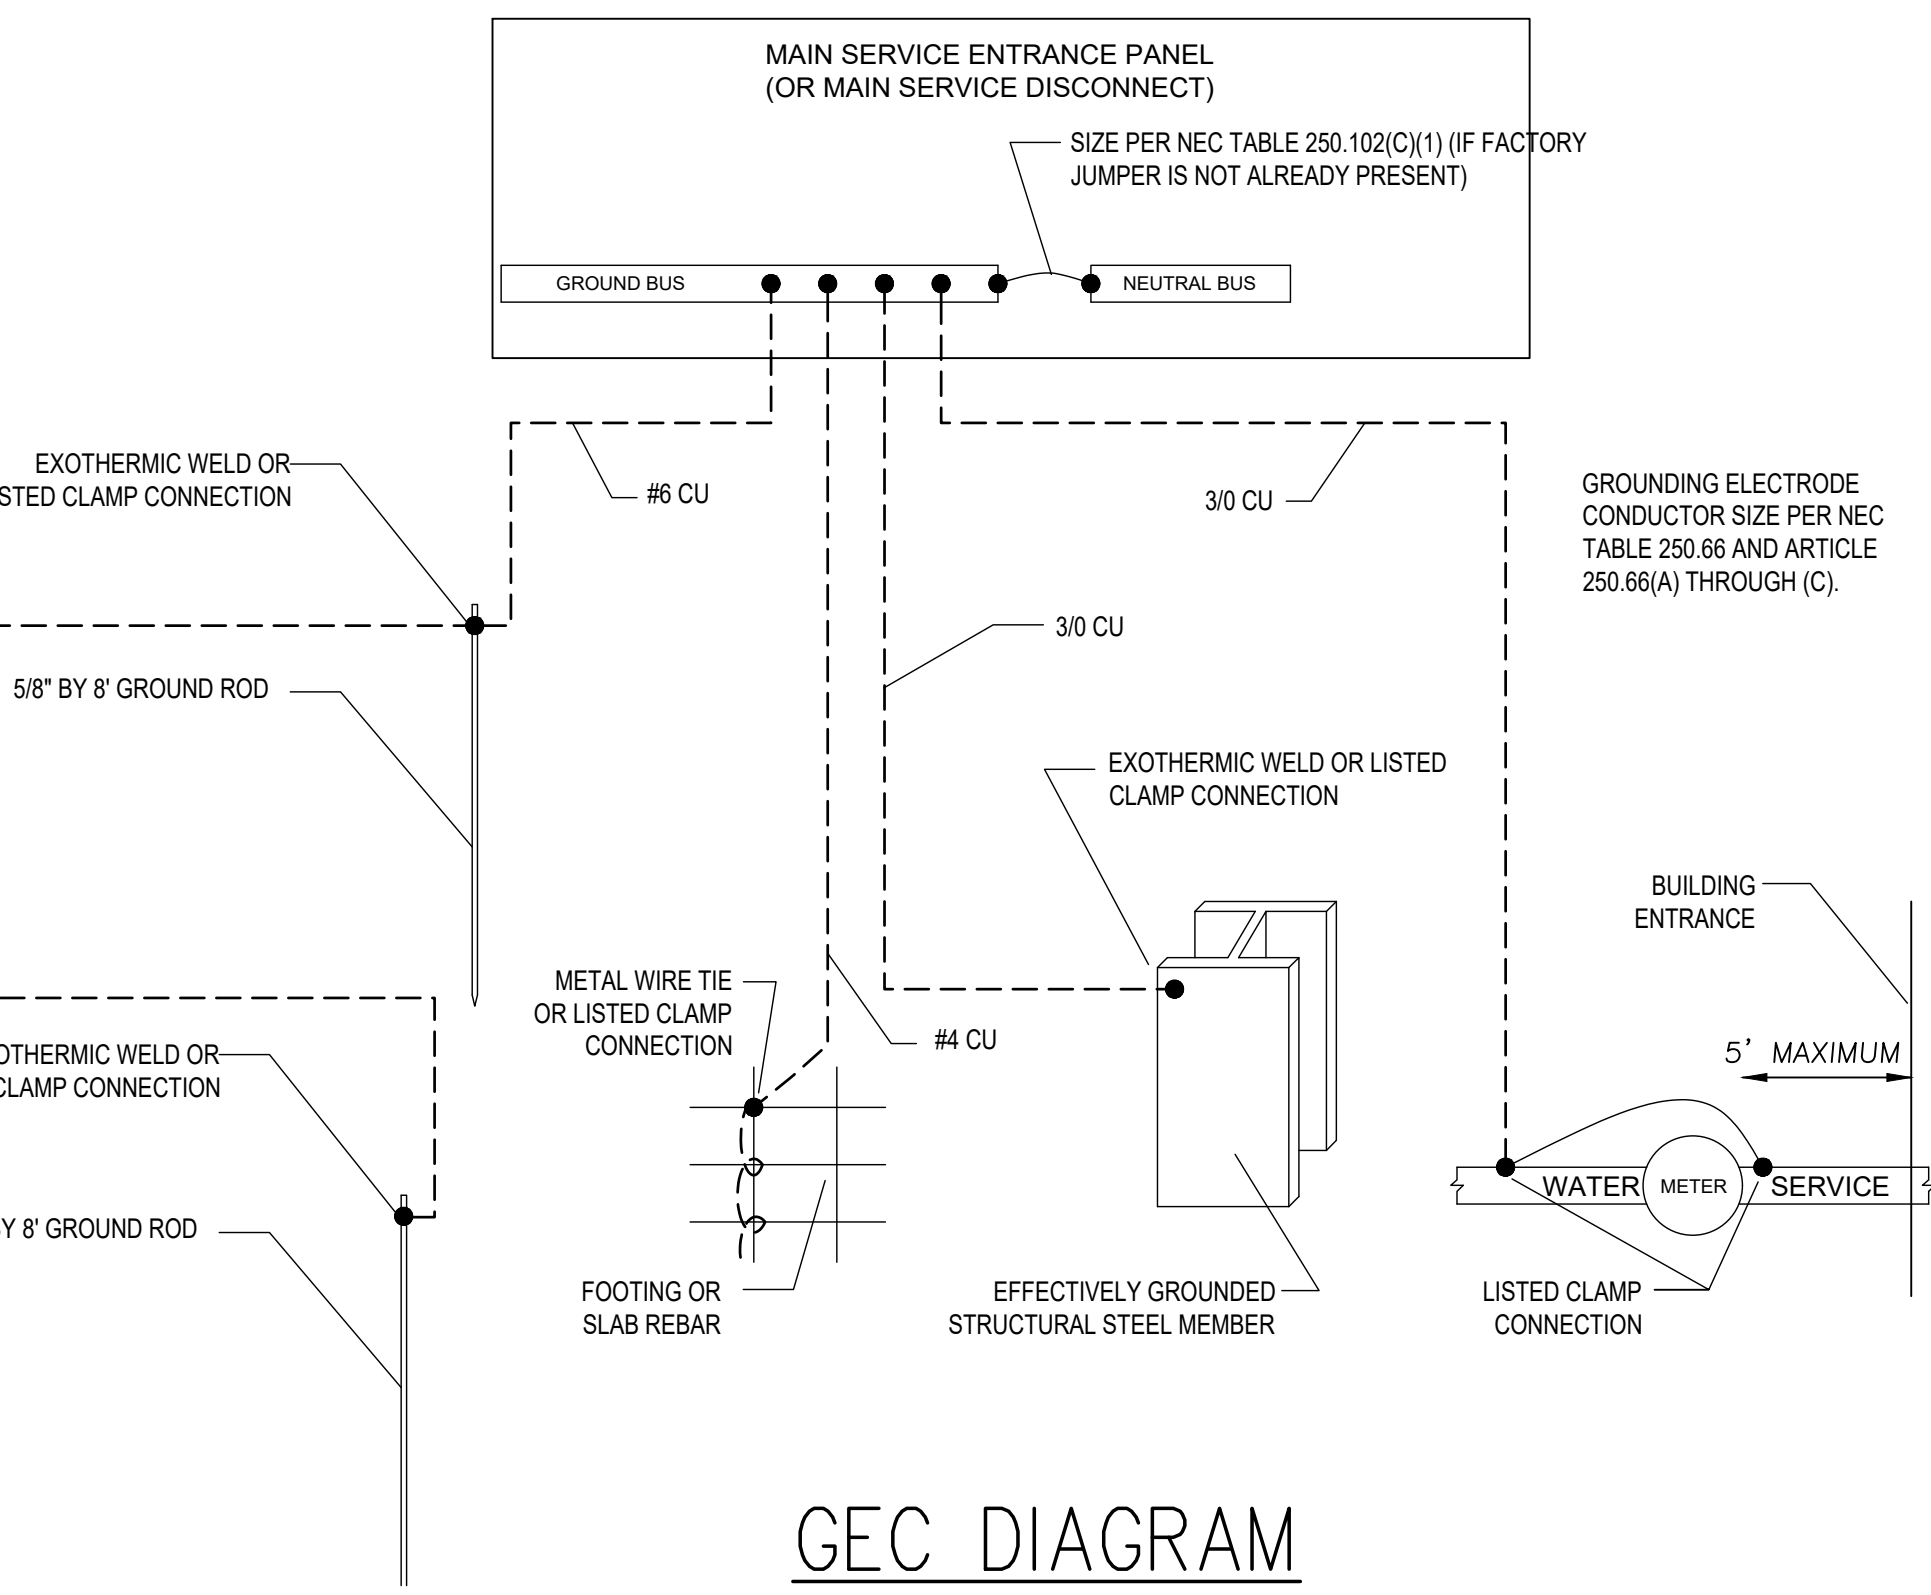 MAIN SERVICE ENTRANCE PANEL
(OR MAIN SERVICE DISCONNECT)
SIZE PER NEC TABLE 250.102(C)(1) (IF FACTORY
JUMPER IS NOT ALREADY PRESENT)
GROUND BUS
NEUTRAL BUS
EXOTHERMIC WELD OR
CLAMP CONNECTION
#6 CU
3/0 CU
GROUNDING ELECTRODE
CONDUCTOR SIZE PER NEC
TABLE 250.66 AND ARTICLE
250.66(A) THROUGH (C).
3/0 CU
5/8" BY 8' GROUND ROD
EXOTHERMIC WELD OR LISTED
CLAMP CONNECTION
BUILDING
ENTRANCE
METAL WIRE TIE
OR LISTED CLAMP
CONNECTION
#4 CU
5' MAXIMUM
WELD OR
CLAMP CONNECTION
WATER
METER
SERVICE
8' GROUND ROD
FOOTING OR
SLAB REBAR
EFFECTIVELY GROUNDED
STRUCTURAL STEEL MEMBER
LISTED CLAMP
CONNECTION
GEC DIAGRAM